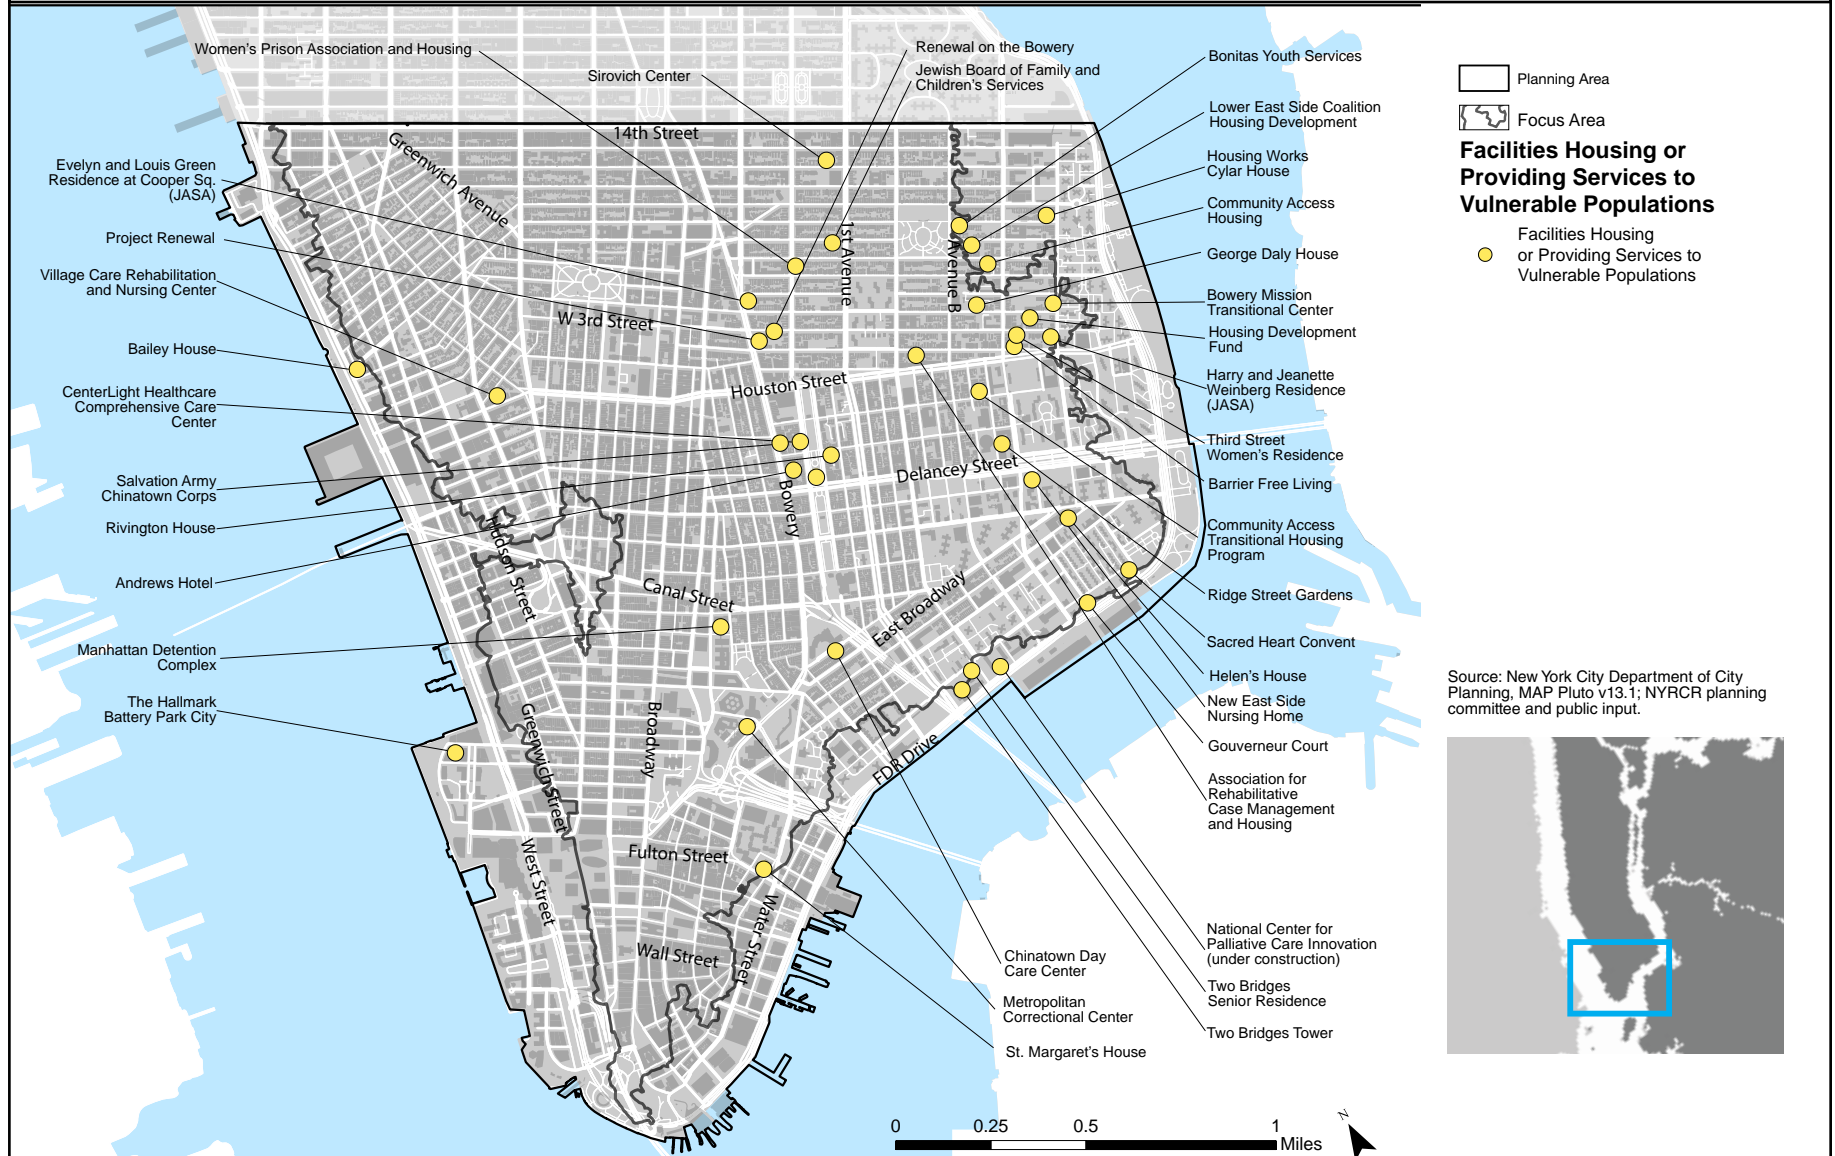 Women's Prison Association and Housing
Sirovich Center
Renewal on the Bowery
Jewish Board of Family and
Children's Services
Bonitas Youth Services
Lower East Side Coalition
Housing Development
Housing Works
Cylar House
Community Access
Housing
George Daly House
Bowery Mission
Transitional Center
Housing Development
Fund
Harry and Jeanette
Weinberg Residence
(JASA)
Third Street
Women's Residence
Barrier Free Living
Community Access
Transitional Housing
Program
Ridge Street Gardens
Sacred Heart Convent
Helen's House
New East Side
Nursing Home
Gouverneur Court
Association for
Rehabilitative
Case Management
and Housing
National Center for
Palliative Care Innovation
(under construction)
Two Bridges
Senior Residence
Two Bridges Tower
Chinatown Day
Care Center
Metropolitan
Correctional Center
St. Margaret's House
Evelyn and Louis Green
Residence at Cooper Sq.
(JASA)
Project Renewal
Village Care Rehabilitation
and Nursing Center
Bailey House
CenterLight Healthcare
Comprehensive Care
Center
Salvation Army
Chinatown Corps
Rivington House
Andrews Hotel
Manhattan Detention
Complex
The Hallmark
Battery Park City
14th Street
Greenwich Avenue
1st Avenue
Avenue B
W 3rd Street
Houston Street
Delancey Street
Bowery
Hudson Street
Canal Street
East Broadway
Broadway
Greenwich Street
FDR Drive
West Street
Fulton Street
Water Street
Wall Street
0 0.25 0.5 1
Miles
N
Planning Area
Focus Area
Facilities Housing or
Providing Services to
Vulnerable Populations
Facilities Housing
or Providing Services to
Vulnerable Populations
Source: New York City Department of City
Planning, MAP Pluto v13.1; NYRCR planning
committee and public input.